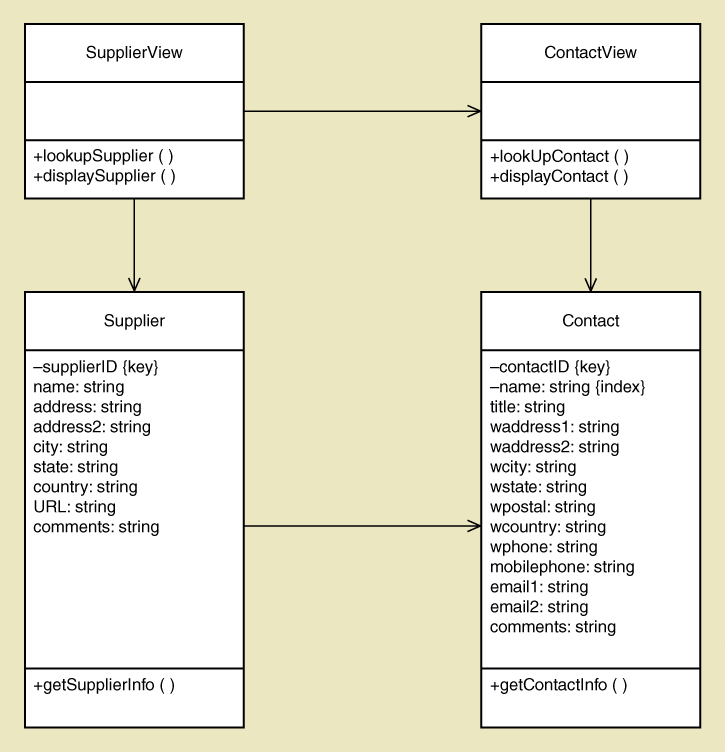 SupplierView
+lookupSupplier ( )
+displaySupplier ( )
ContactView
+lookUpContact ( )
+displayContact ( )
Supplier
–supplierID {key}
name: string
address: string
address2: string
city: string
state: string
country: string
URL: string
comments: string
+getSupplierInfo ( )
Contact
–contactID {key}
–name: string {index}
title: string
waddress1: string
waddress2: string
wcity: string
wstate: string
wpostal: string
wcountry: string
wphone: string
mobilephone: string
email1: string
email2: string
comments: string
+getContactInfo ( )